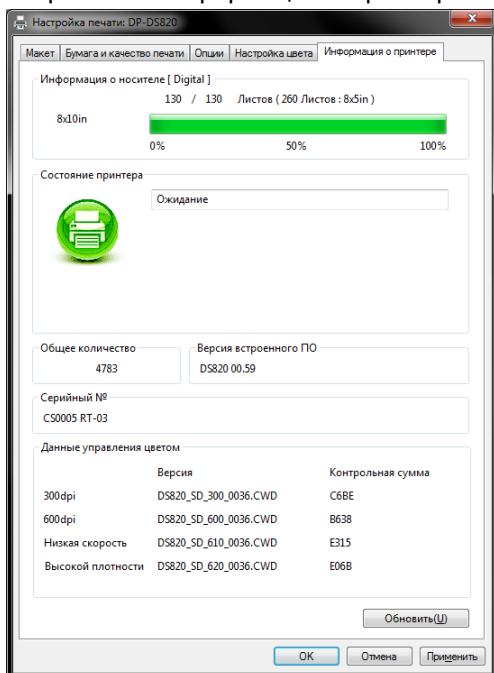 Настройка печати: DP-DS820
Макет Бумага и качество печати Опции Настройка цвета Информация о принтере
Информация о носителе [ Digital ]
130 / 130 Листов ( 260 Листов : 8x5in )
8x10in
0% 50% 100%
Состояние принтера
Ожидание
Общее количество Версия встроенного ПО
4783 DS820 00.59
Серийный №
CS0005 RT-03
Данные управления цветом
Версия Контрольная сумма
300dpi DS820_SD_300_0036.CWD C6BE
600dpi DS820_SD_600_0036.CWD B638
Низкая скорость DS820_SD_610_0036.CWD E315
Высокой плотности DS820_SD_620_0036.CWD E06B
Обновить(U)
OK Отмена Применить